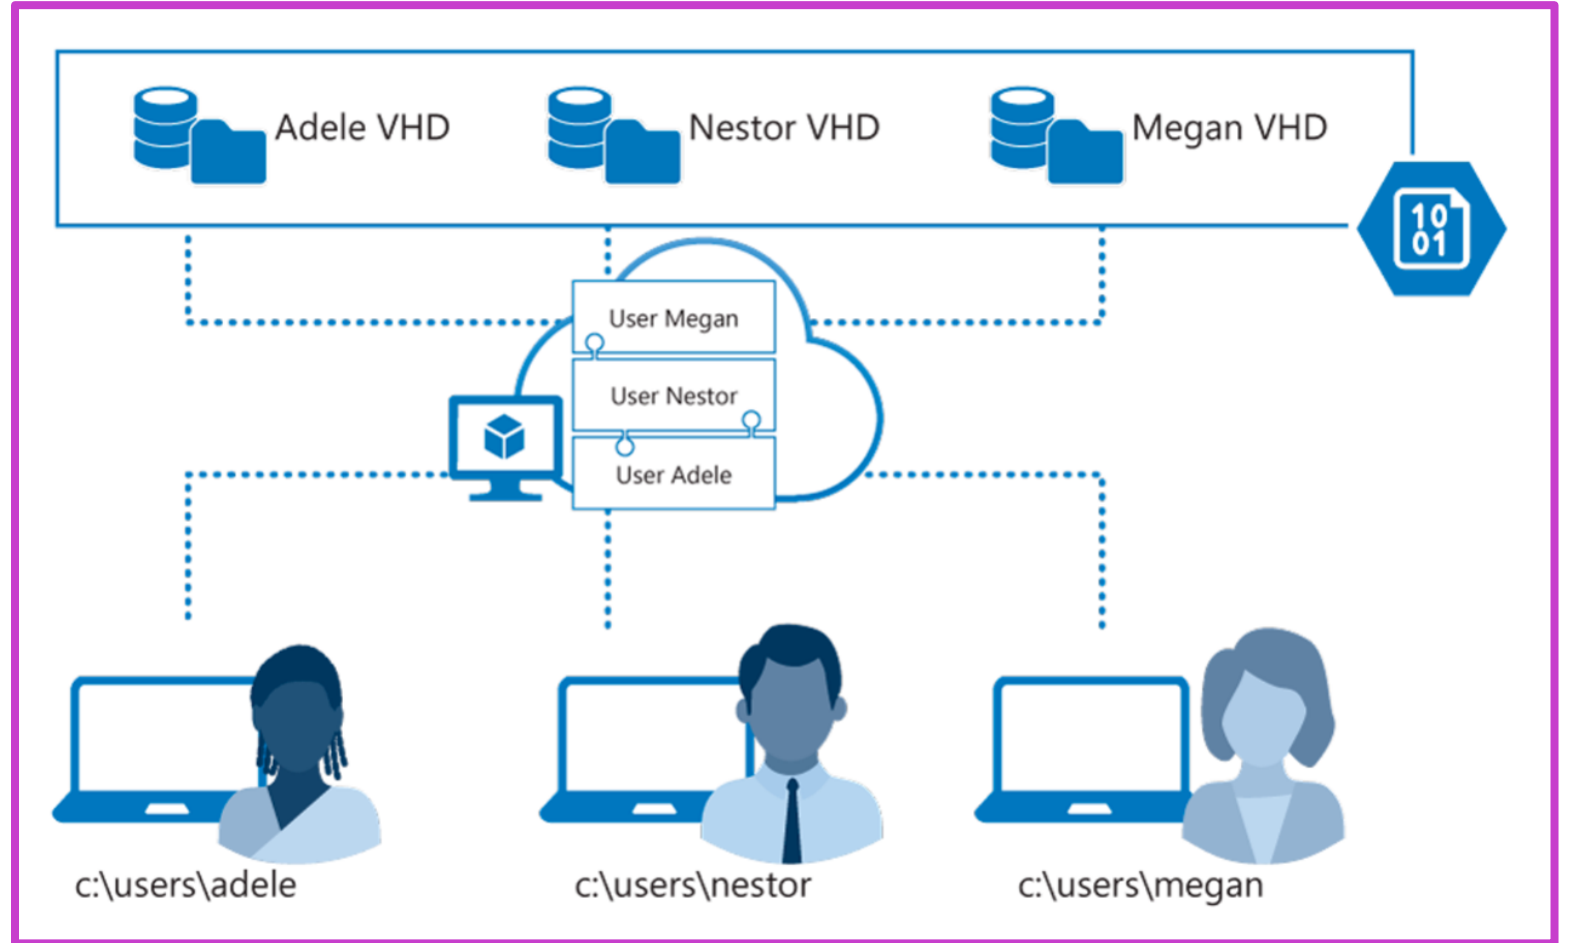 Adele VHD
Nestor VHD
Megan VHD
10
01
User Megan
User Nestor
User Adele
c:\users\adele
c:\users\nestor
c:\users\megan